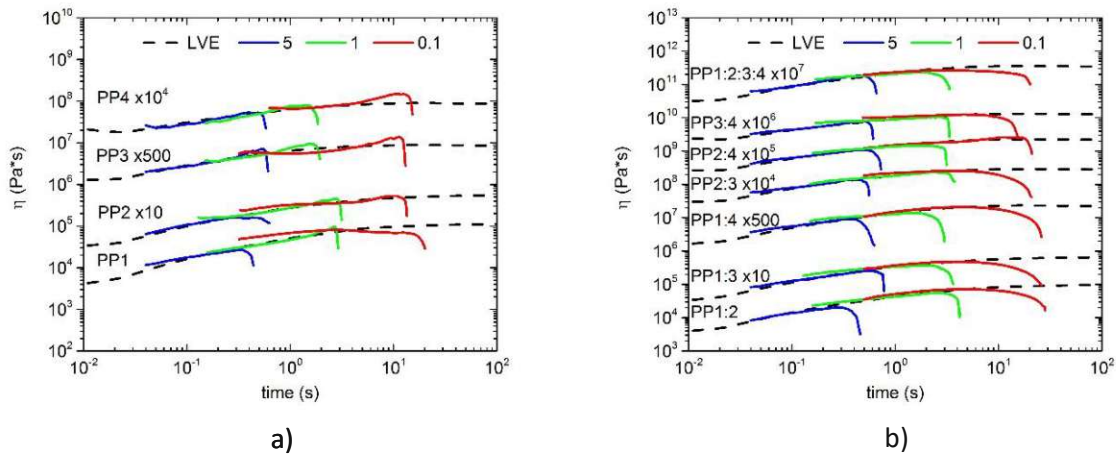 10^10
10^9
10^8
10^7
10^6
10^5
10^4
10^3
10^2
η (Pa*s)
LVE 5 1 0.1
PP4 x10^4
PP3 x500
PP2 x10
PP1
10^-2 10^-1 10^0 10^1 10^2
time (s)
a)
10^13
10^12
10^11
10^10
10^9
10^8
10^7
10^6
10^5
10^4
10^3
10^2
η (Pa*s)
LVE 5 1 0.1
PP1:2:3:4 x10^7
PP3:4 x10^6
PP2:4 x10^5
PP2:3 x10^4
PP1:4 x500
PP1:3 x10
PP1:2
10^-2 10^-1 10^0 10^1 10^2
time (s)
b)